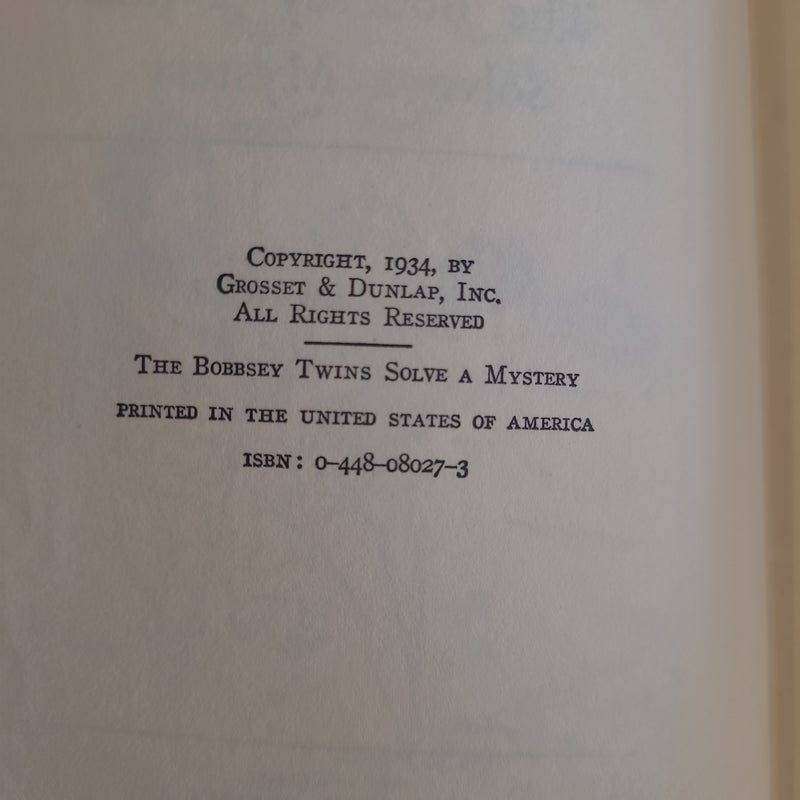 Copyright, 1934, by
Grosset & Dunlap, Inc.
All Rights Reserved
The Bobbsey Twins Solve a Mystery
PRINTED IN THE UNITED STATES OF AMERICA
ISBN: 0-448-08027-3